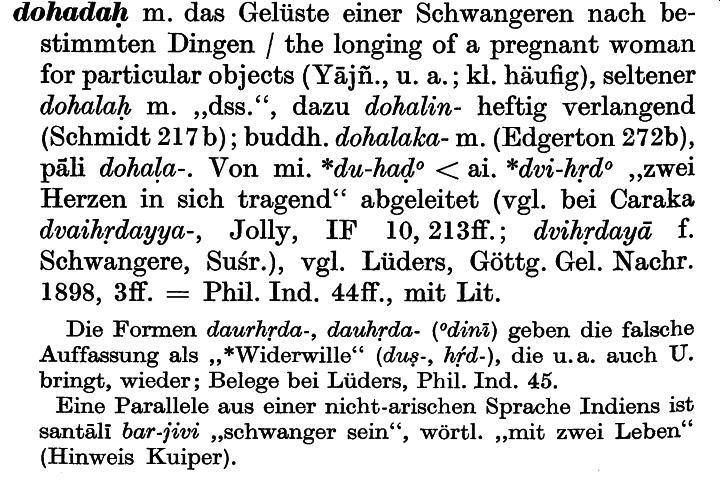 dohadaḥ m. das Gelüste einer Schwangeren nach be-
stimmten Dingen / the longing of a pregnant woman
for particular objects (Yājñ., u. a.; kl. häufig), seltener
dohalaḥ m. „dss.“, dazu dohalin- heftig verlangend
(Schmidt 217b); buddh. dohalaka- m. (Edgerton 272b),
pāli dohaḷa-. Von mi. *du-haḍ° < ai. *dvi-hṛd° „zwei
Herzen in sich tragend“ abgeleitet (vgl. bei Caraka
dvaihṛdayya-, Jolly, IF 10, 213ff.; dvihṛdayā f.
Schwangere, Suśr.), vgl. Lüders, Göttg. Gel. Nachr.
1898, 3ff. = Phil. Ind. 44ff., mit Lit.
Die Formen daurhṛda-, dauhṛda- (°dinī) geben die falsche
Auffassung als „*Widerwille“ (duṣ-, hṛ́d-), die u. a. auch U.
bringt, wieder; Belege bei Lüders, Phil. Ind. 45.
Eine Parallele aus einer nicht-arischen Sprache Indiens ist
santālī bar-jivi „schwanger sein“, wörtl. „mit zwei Leben“
(Hinweis Kuiper).